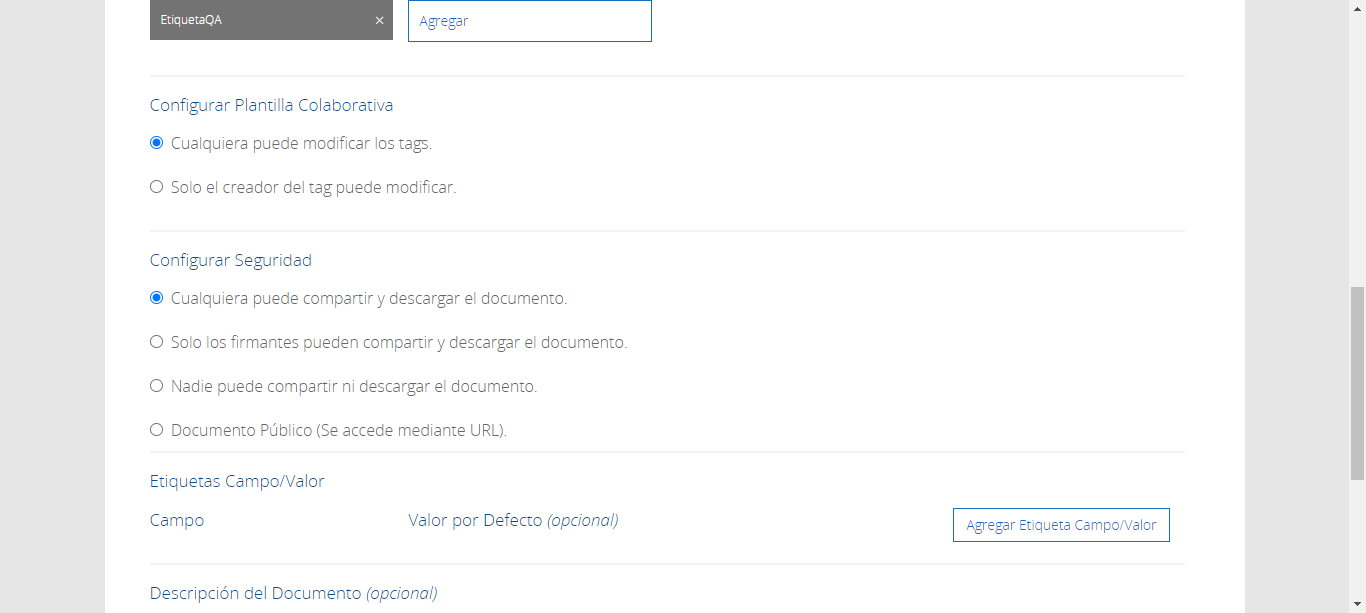 EtiquetaQA × Agregar
Configurar Plantilla Colaborativa
Cualquiera puede modificar los tags.
Solo el creador del tag puede modificar.
Configurar Seguridad
Cualquiera puede compartir y descargar el documento.
Solo los firmantes pueden compartir y descargar el documento.
Nadie puede compartir ni descargar el documento.
Documento Público (Se accede mediante URL).
Etiquetas Campo/Valor
Campo Valor por Defecto (opcional) Agregar Etiqueta Campo/Valor
Descripción del Documento (opcional)